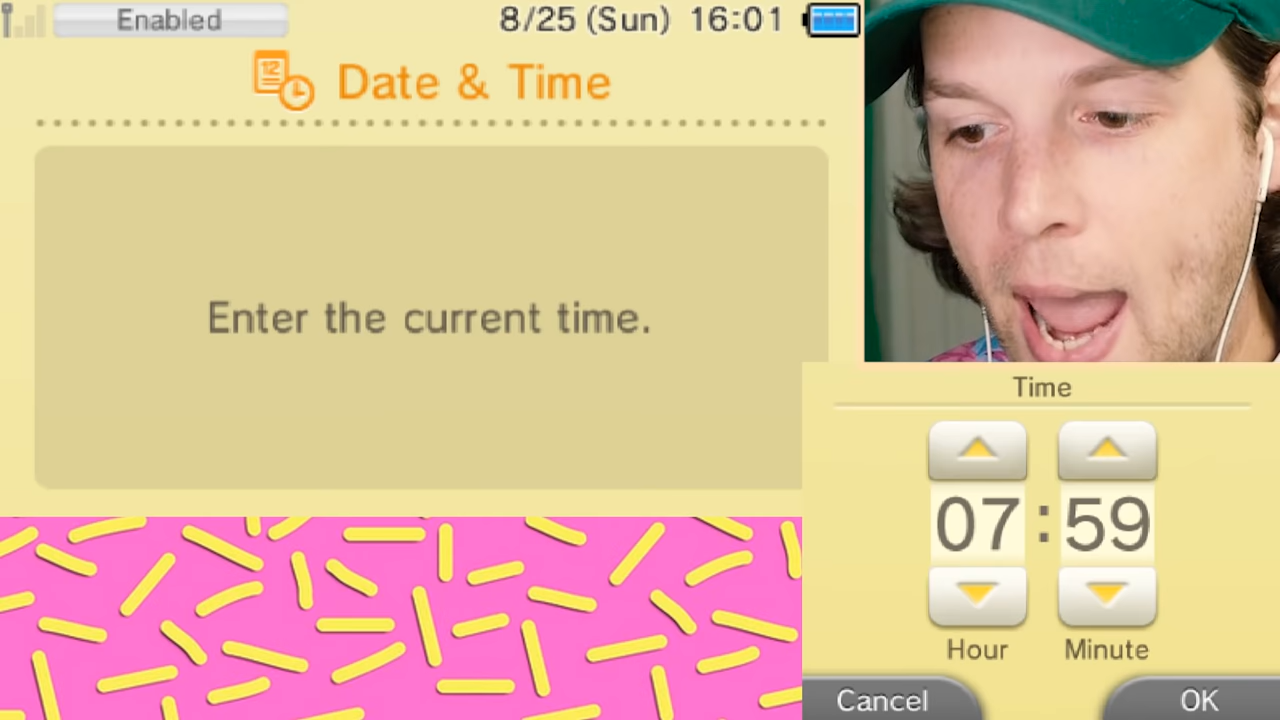 Enabled
8/25 (Sun) 16:01
12
Date & Time
Enter the current time.
Time
07 : 59
Hour Minute
Cancel OK